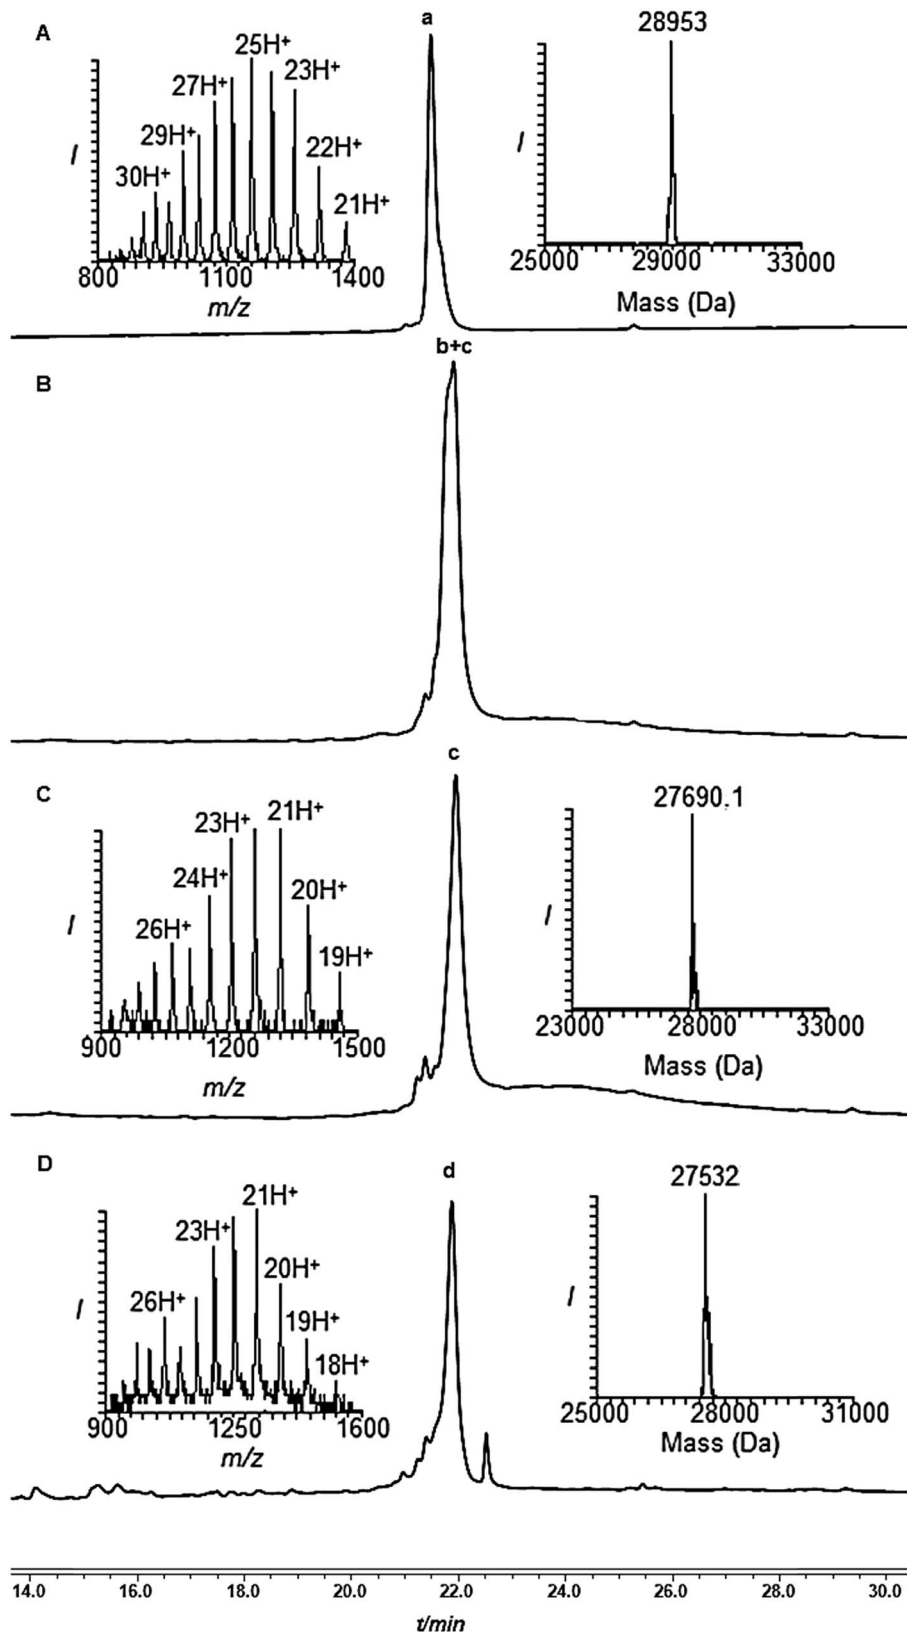 A
a
25H+
27H+
23H+
29H+
22H+
30H+
21H+
I
800 1100 1400
m/z
28953
I
25000 29000 33000
Mass (Da)
B
b+c
C
c
23H+
21H+
24H+
20H+
26H+
19H+
I
900 1200 1500
m/z
27690.1
I
23000 28000 33000
Mass (Da)
D
d
21H+
23H+
20H+
26H+
19H+
18H+
I
900 1250 1600
m/z
27532
I
25000 28000 31000
Mass (Da)
14.0 16.0 18.0 20.0 22.0 24.0 26.0 28.0 30.0
t/min